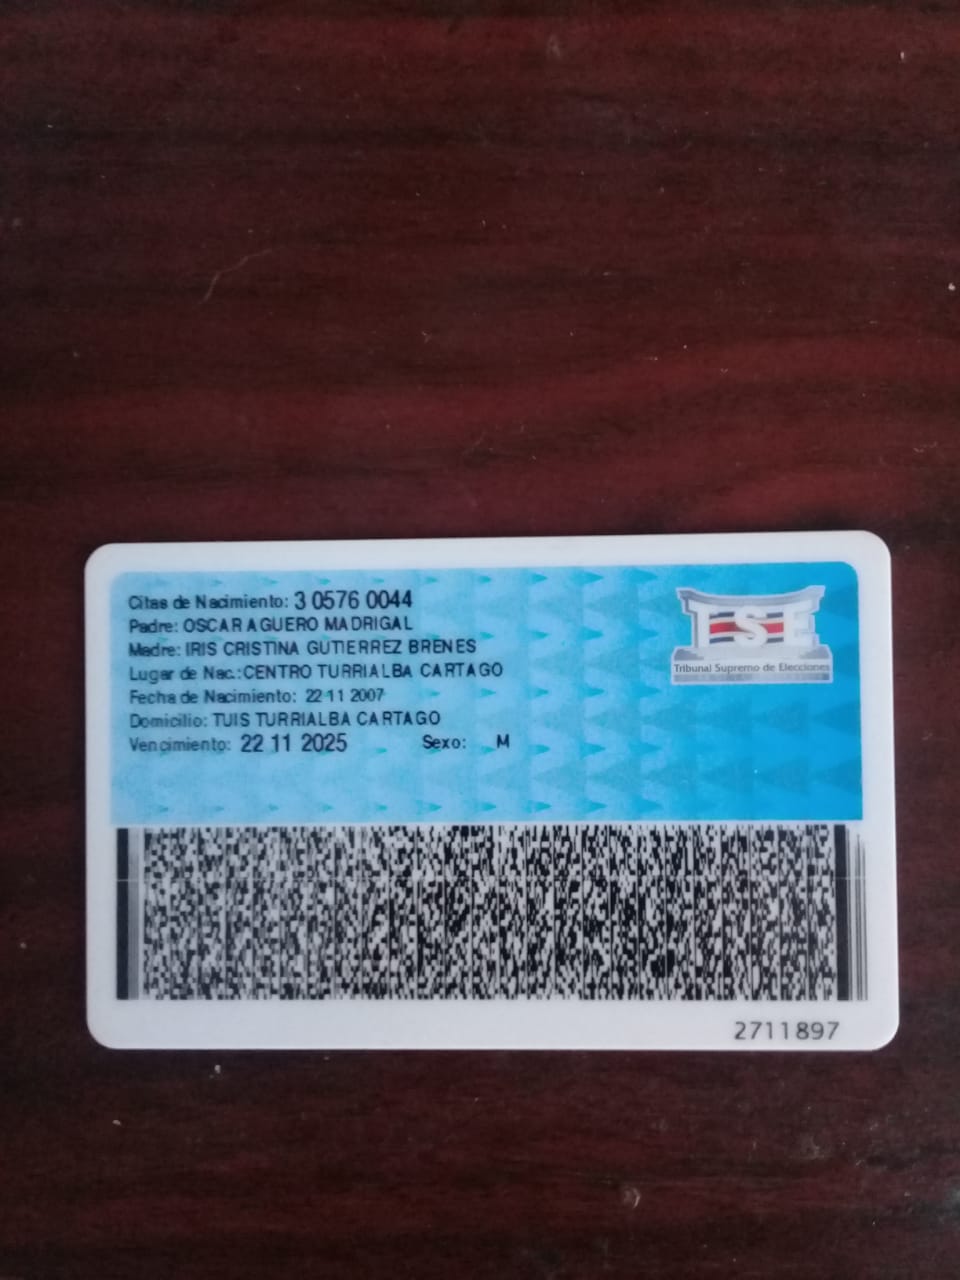 Citas de Nacimiento: 3 0576 0044
Padre: OSCAR AGUERO MADRIGAL
Madre: IRIS CRISTINA GUTIERREZ BRENES
Lugar de Nac.: CENTRO TURRIALBA CARTAGO
Fecha de Nacimiento: 22 11 2007
Domicilio: TUIS TURRIALBA CARTAGO
Vencimiento: 22 11 2025 Sexo: M
TSE
Tribunal Supremo de Elecciones
2711897